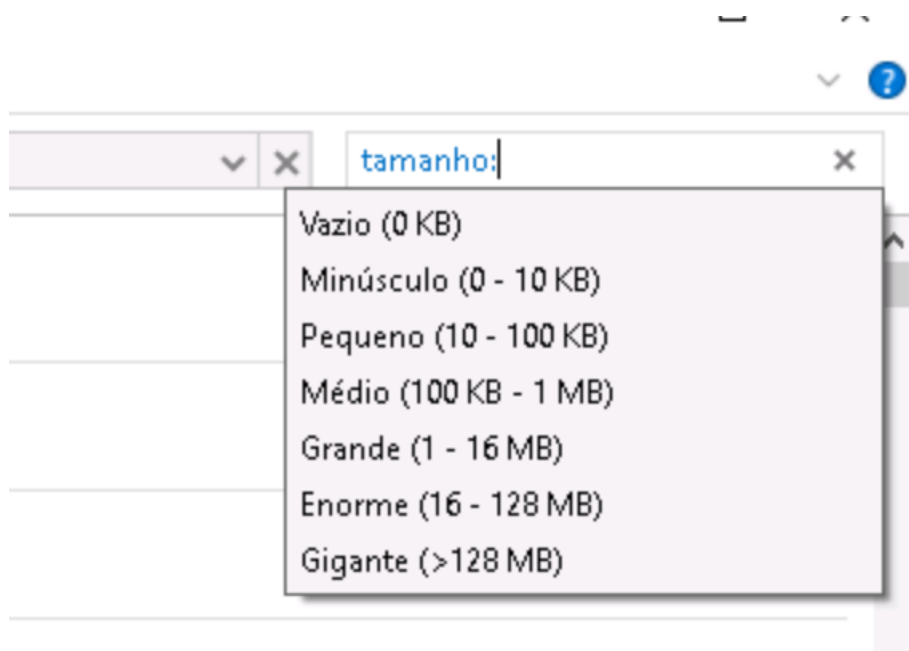 ?
tamanho:
Vazio (0 KB)
Minúsculo (0 - 10 KB)
Pequeno (10 - 100 KB)
Médio (100 KB - 1 MB)
Grande (1 - 16 MB)
Enorme (16 - 128 MB)
Gigante (>128 MB)